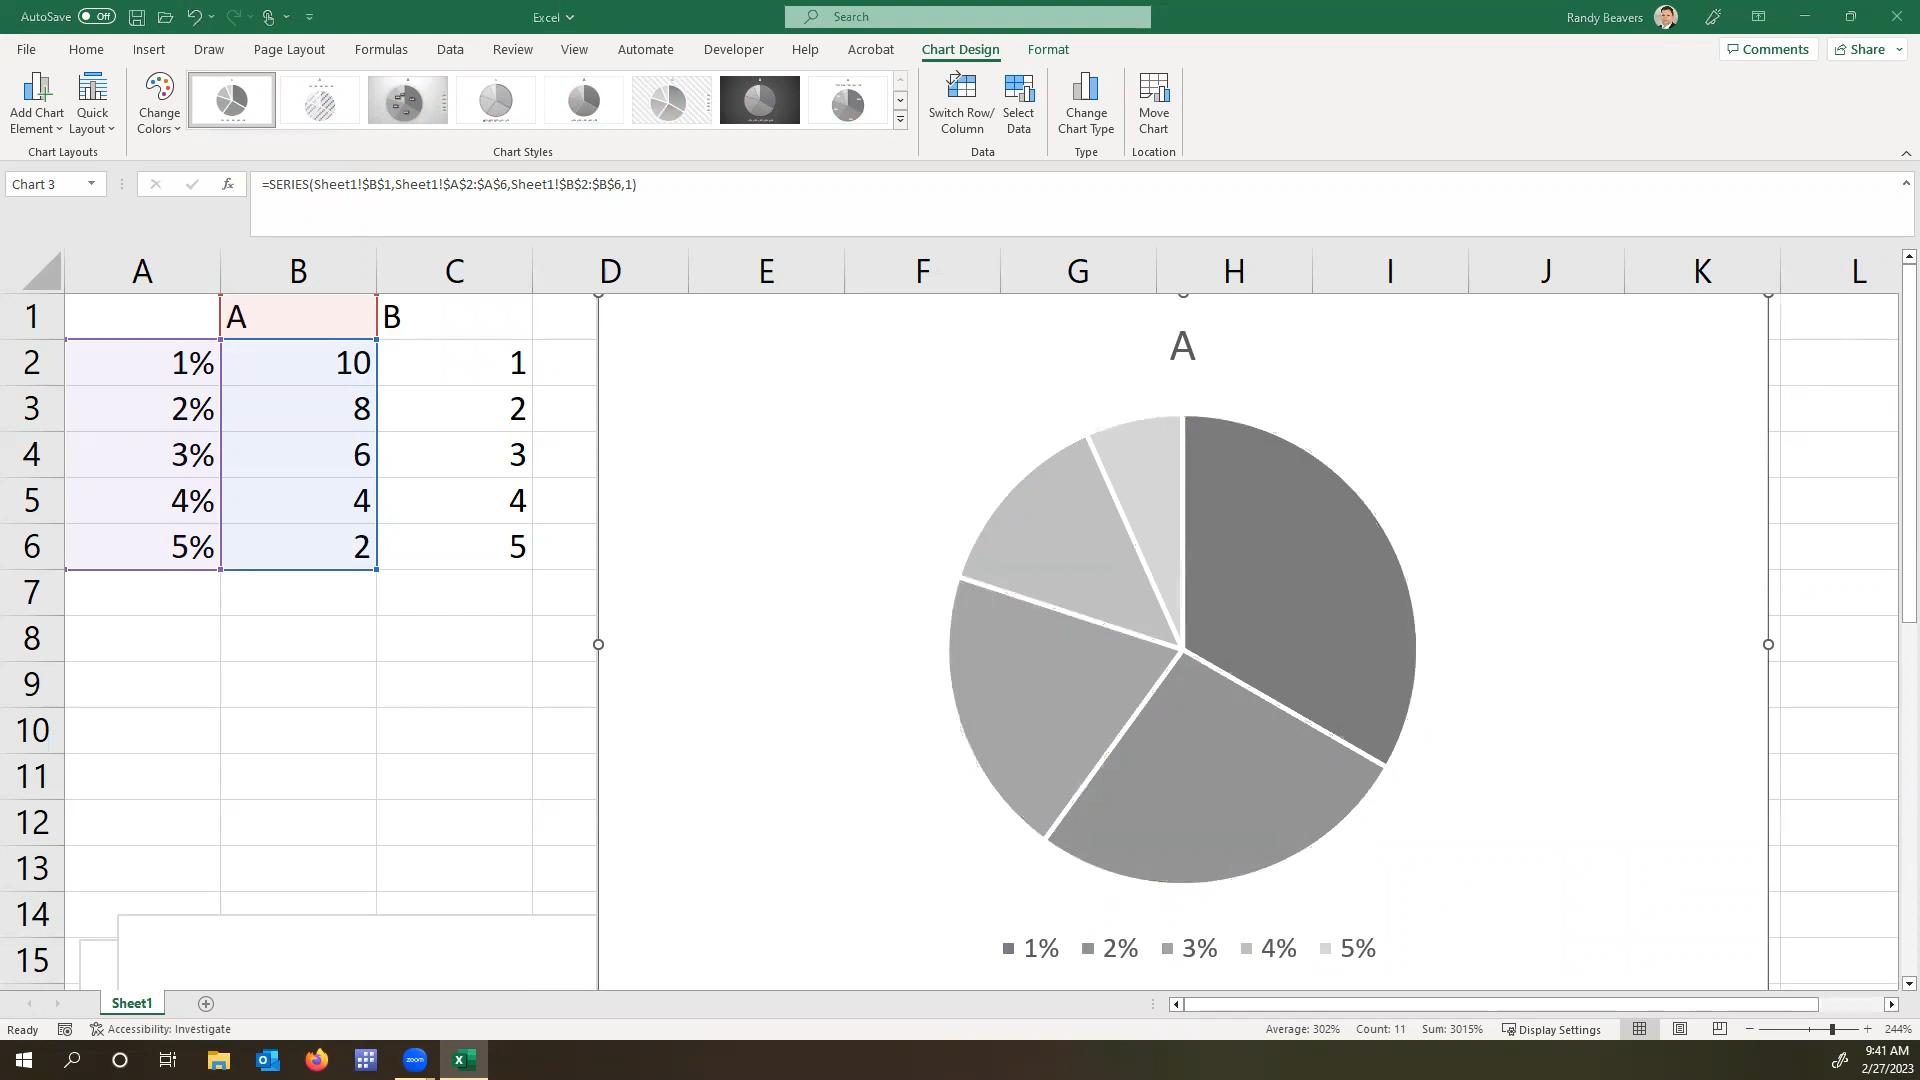 AutoSave Off Excel Search Randy Beavers
File Home Insert Draw Page Layout Formulas Data Review View Automate Developer Help Acrobat Chart Design Format Comments Share
Add Chart Element
Quick Layout
Change Colors
Switch Row/ Column
Select Data
Change Chart Type
Move Chart
Chart Layouts Chart Styles Data Type Location
Chart 3 fx =SERIES(Sheet1!$B$1,Sheet1!$A$2:$A$6,Sheet1!$B$2:$B$6,1)
A B C D E F G H I J K L
1 A B
2 1% 10 1
3 2% 8 2
4 3% 6 3
5 4% 4 4
6 5% 2 5
7
8
9
10
11
12
13
14
15
A
1% 2% 3% 4% 5%
Sheet1
Ready Accessibility: Investigate Average: 302% Count: 11 Sum: 3015% Display Settings 244%
zoom
9:41 AM
2/27/2023